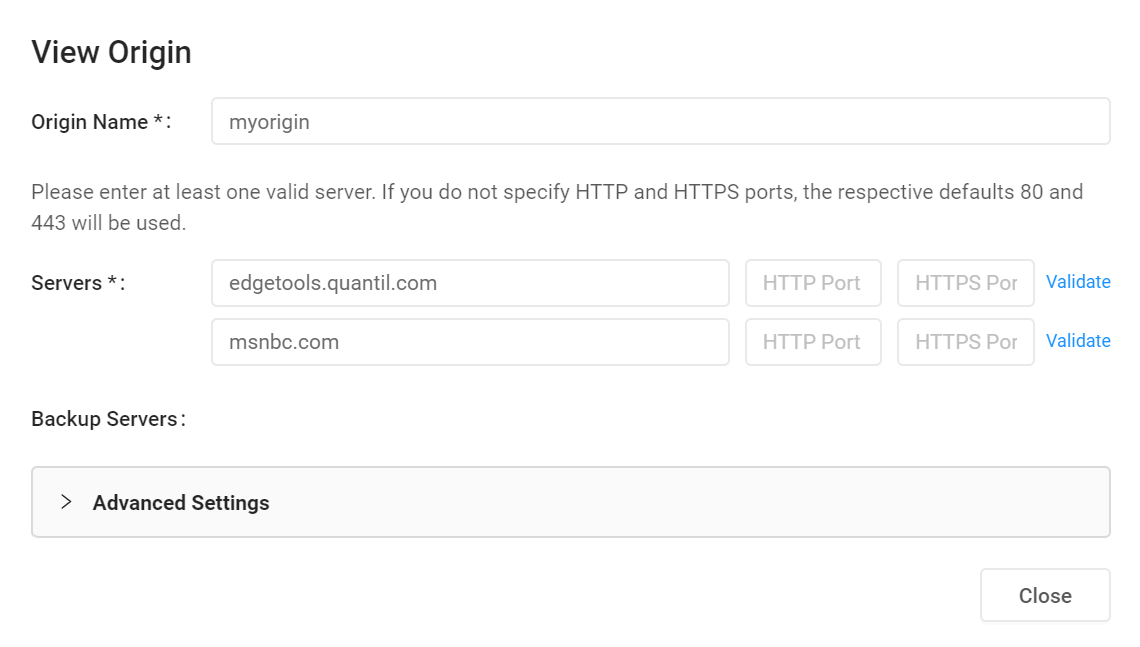 View Origin
Origin Name *: myorigin
Please enter at least one valid server. If you do not specify HTTP and HTTPS ports, the respective defaults 80 and
443 will be used.
Servers *: edgetools.quantil.com HTTP Port HTTPS Por Validate
msnbc.com HTTP Port HTTPS Por Validate
Backup Servers:
Advanced Settings
Close